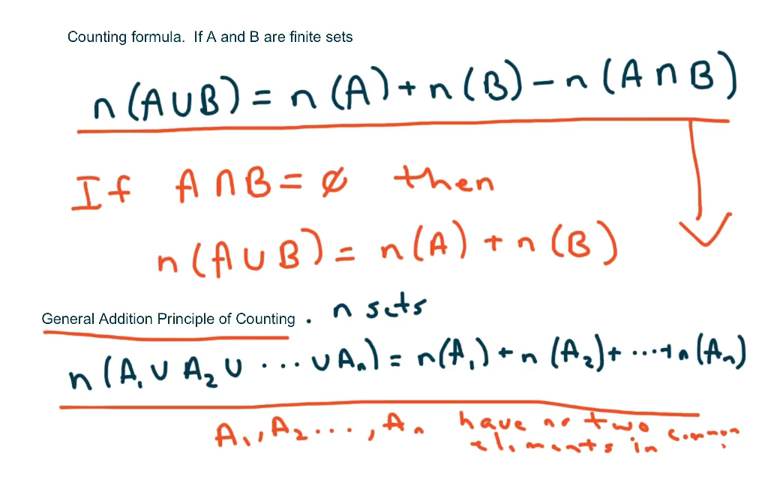 Counting formula. If A and B are finite sets
n(A∪B) = n(A) + n(B) − n(A∩B)
If A∩B = ∅ then
n(A∪B) = n(A) + n(B)
General Addition Principle of Counting . n sets
n(A₁ ∪ A₂ ∪ ··· ∪ Aₙ) = n(A₁) + n(A₂) + ··· + n(Aₙ)
A₁, A₂ ..., Aₙ have no two common
elements in